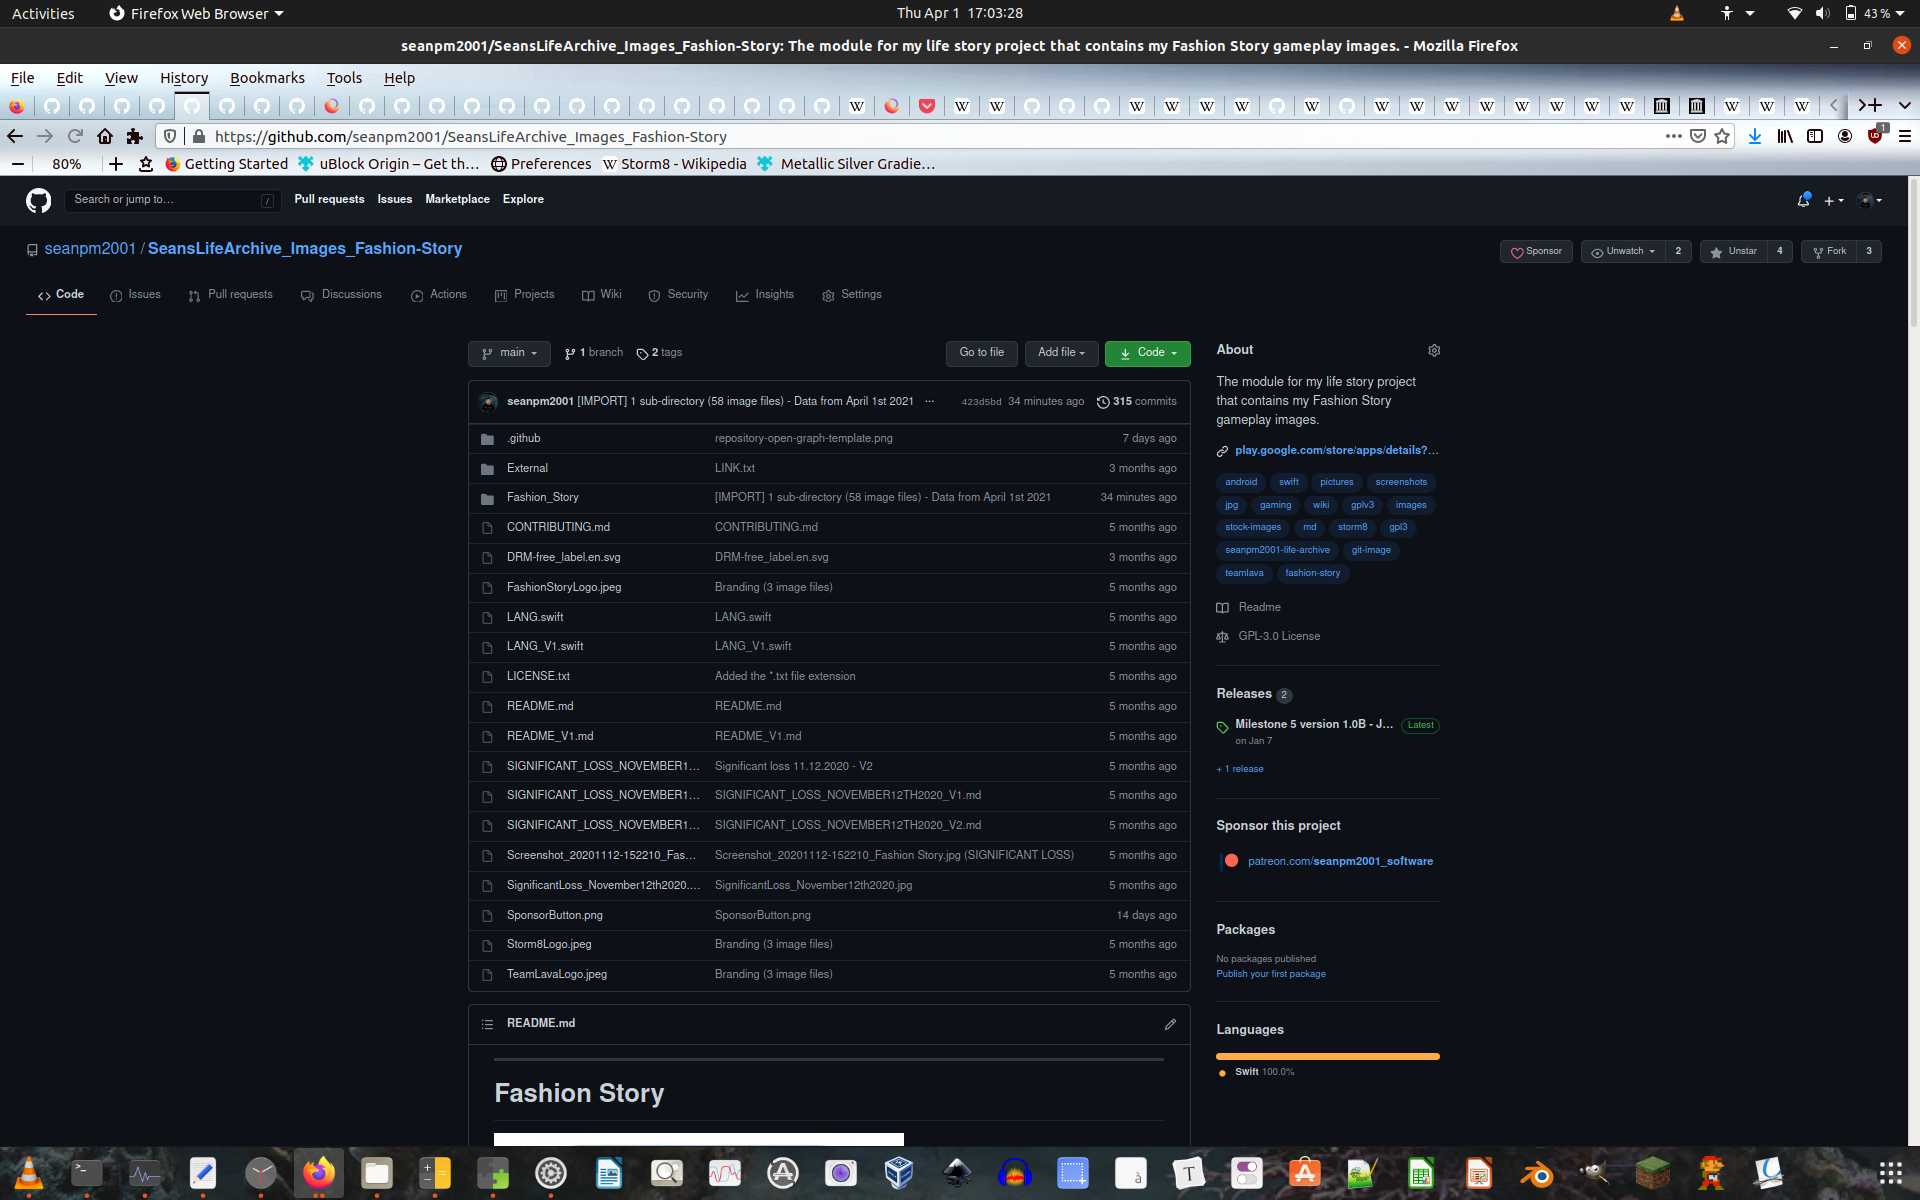 Activities
Firefox Web Browser
Thu Apr 1 17:03:28
43 %
seanpm2001/SeansLifeArchive_Images_Fashion-Story: The module for my life story project that contains my Fashion Story gameplay images. - Mozilla Firefox
File Edit View History Bookmarks Tools Help
https://github.com/seanpm2001/SeansLifeArchive_Images_Fashion-Story
1
80%
Getting Started
uBlock Origin – Get th…
Preferences
Storm8 - Wikipedia
Metallic Silver Gradie…
Search or jump to…
/
Pull requests Issues Marketplace Explore
seanpm2001 / SeansLifeArchive_Images_Fashion-Story
Sponsor
Unwatch 2
Unstar 4
Fork 3
Code Issues Pull requests Discussions Actions Projects Wiki Security Insights Settings
main
1 branch
2 tags
Go to file
Add file
Code
seanpm2001 [IMPORT] 1 sub-directory (58 image files) - Data from April 1st 2021 ...
423d5bd 34 minutes ago
315 commits
.github repository-open-graph-template.png 7 days ago
External LINK.txt 3 months ago
Fashion_Story [IMPORT] 1 sub-directory (58 image files) - Data from April 1st 2021 34 minutes ago
CONTRIBUTING.md CONTRIBUTING.md 5 months ago
DRM-free_label.en.svg DRM-free_label.en.svg 3 months ago
FashionStoryLogo.jpeg Branding (3 image files) 5 months ago
LANG.swift LANG.swift 5 months ago
LANG_V1.swift LANG_V1.swift 5 months ago
LICENSE.txt Added the *.txt file extension 5 months ago
README.md README.md 5 months ago
README_V1.md README_V1.md 5 months ago
SIGNIFICANT_LOSS_NOVEMBER1... Significant loss 11.12.2020 - V2 5 months ago
SIGNIFICANT_LOSS_NOVEMBER1... SIGNIFICANT_LOSS_NOVEMBER12TH2020_V1.md 5 months ago
SIGNIFICANT_LOSS_NOVEMBER1... SIGNIFICANT_LOSS_NOVEMBER12TH2020_V2.md 5 months ago
Screenshot_20201112-152210_Fas... Screenshot_20201112-152210_Fashion Story.jpg (SIGNIFICANT LOSS) 5 months ago
SignificantLoss_November12th2020.... SignificantLoss_November12th2020.jpg 5 months ago
SponsorButton.png SponsorButton.png 14 days ago
Storm8Logo.jpeg Branding (3 image files) 5 months ago
TeamLavaLogo.jpeg Branding (3 image files) 5 months ago
README.md
Fashion Story
About
The module for my life story project
that contains my Fashion Story
gameplay images.
play.google.com/store/apps/details?...
android swift pictures screenshots
jpg gaming wiki gplv3 images
stock-images md storm8 gpl3
seanpm2001-life-archive git-image
teamlava fashion-story
Readme
GPL-3.0 License
Releases 2
Milestone 5 version 1.0B - J... Latest
on Jan 7
+ 1 release
Sponsor this project
patreon.com/seanpm2001_software
Packages
No packages published
Publish your first package
Languages
Swift 100.0%